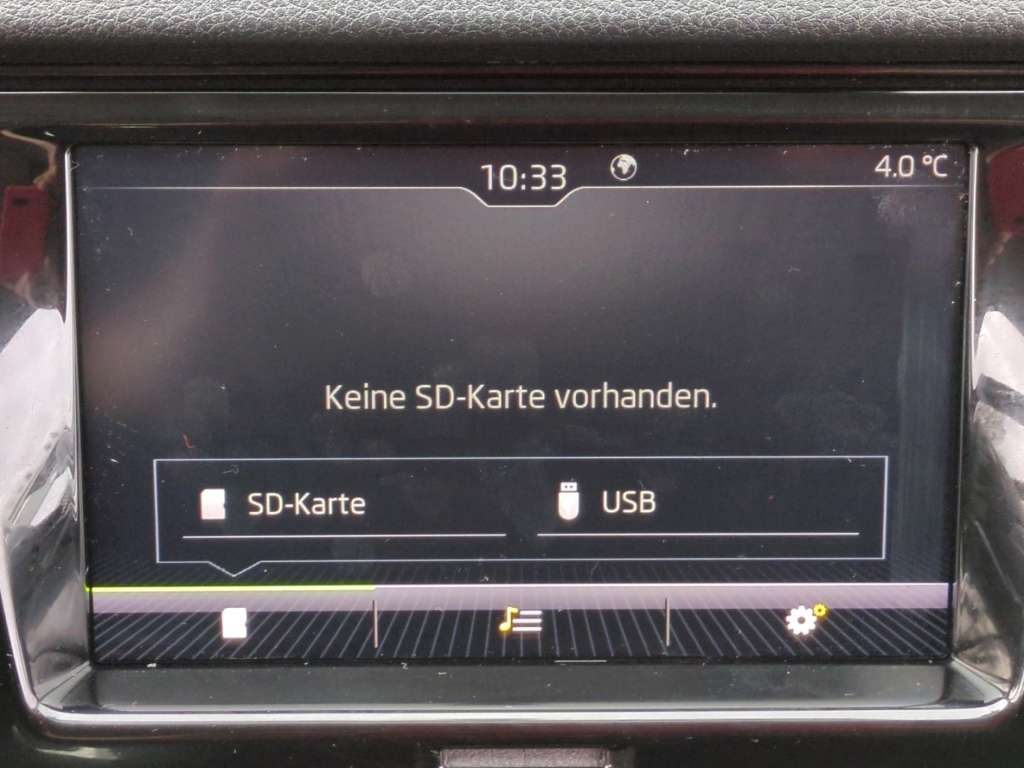 10:33
4.0 °C
Keine SD-Karte vorhanden.
SD-Karte
USB